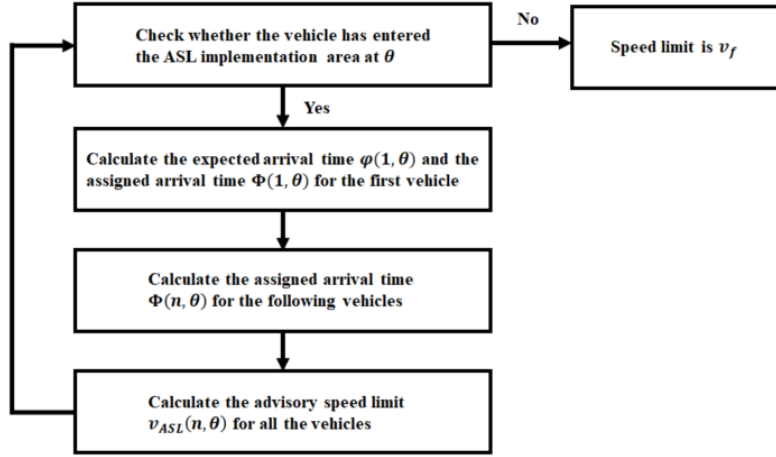 Check whether the vehicle has entered
the ASL implementation area at θ
No
Speed limit is v_f
Yes
Calculate the expected arrival time φ(1, θ) and the
assigned arrival time Φ(1, θ) for the first vehicle
Calculate the assigned arrival time
Φ(n, θ) for the following vehicles
Calculate the advisory speed limit
v_ASL(n, θ) for all the vehicles